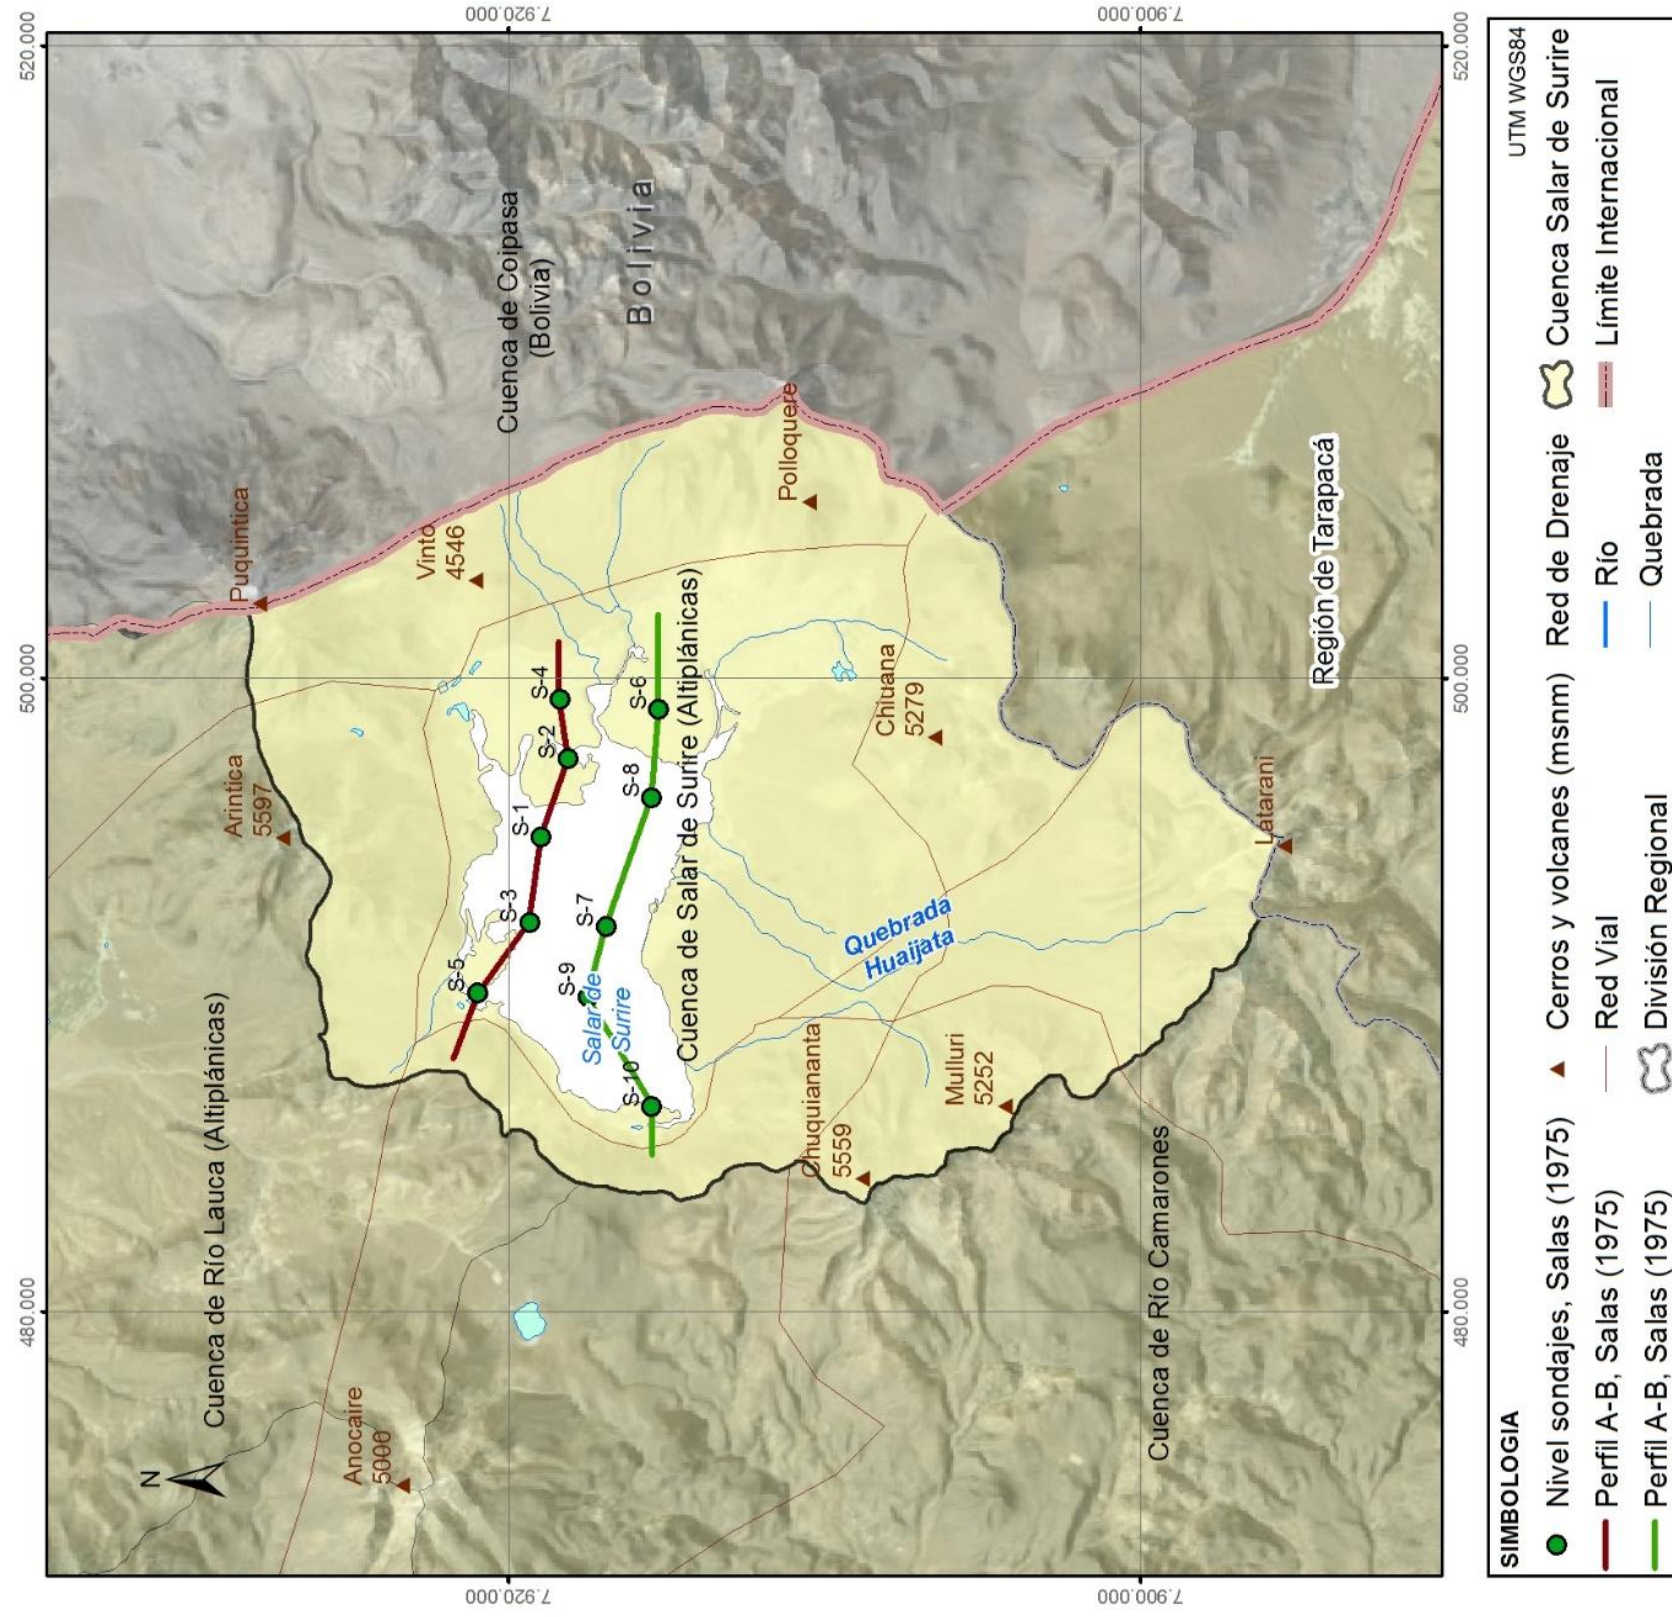 480.000
500.000
520.000
N
Cuenca de Río Lauca (Altiplánicas)
Arintica
5597
Puquintica
Anocaire
5000
Vinto
4546
7.920.000
7.920.000
Cuenca de Coipasa
(Bolivia)
Bolivia
S-5
S-3
S-1
S-2
S-4
S-9
S-7
S-8
S-6
S-10
Salar de
Surire
Cuenca de Salar de Surire (Altiplánicas)
Polloquere
Chuquiananta
5559
Chiuana
5279
Quebrada
Huaijata
Mulluri
5252
7.900.000
7.900.000
Cuenca de Río Camarones
Latarani
Región de Tarapacá
480.000
500.000
520.000
SIMBOLOGIA
UTM WGS84
Nivel sondajes, Salas (1975)
Cerros y volcanes (msnm)
Red de Drenaje
Cuenca Salar de Surire
Perfil A-B, Salas (1975)
Red Vial
Río
Límite Internacional
Perfil A-B, Salas (1975)
División Regional
Quebrada